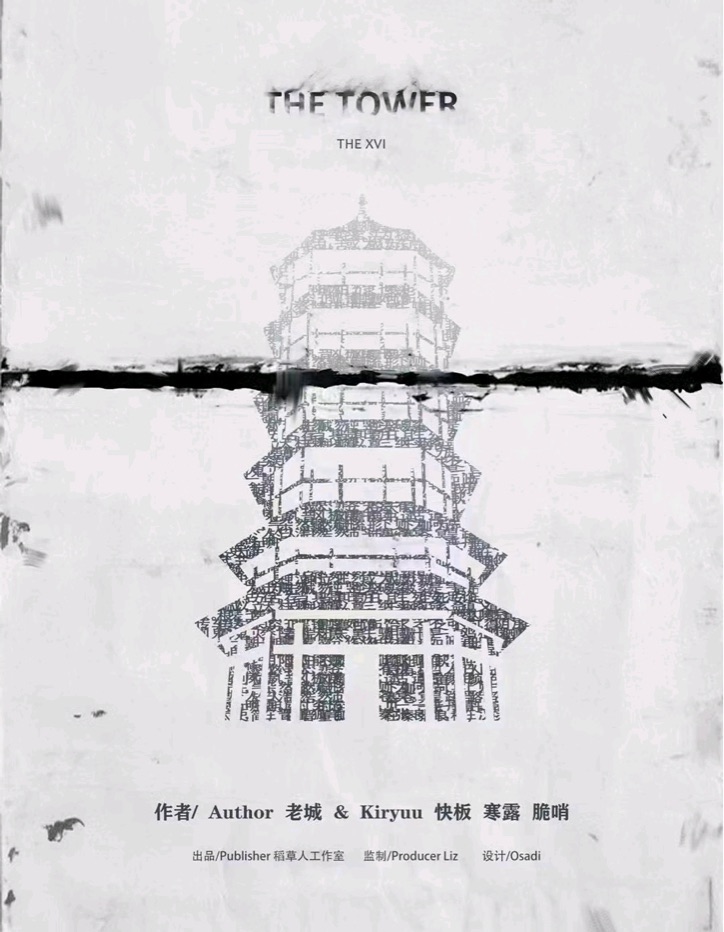 THE TOWER
THE XVI
作者/ Author 老城 & Kiryuu 快板 寒露 脆哨
出品/Publisher 稻草人工作室 监制/Producer Liz 设计/Osadi